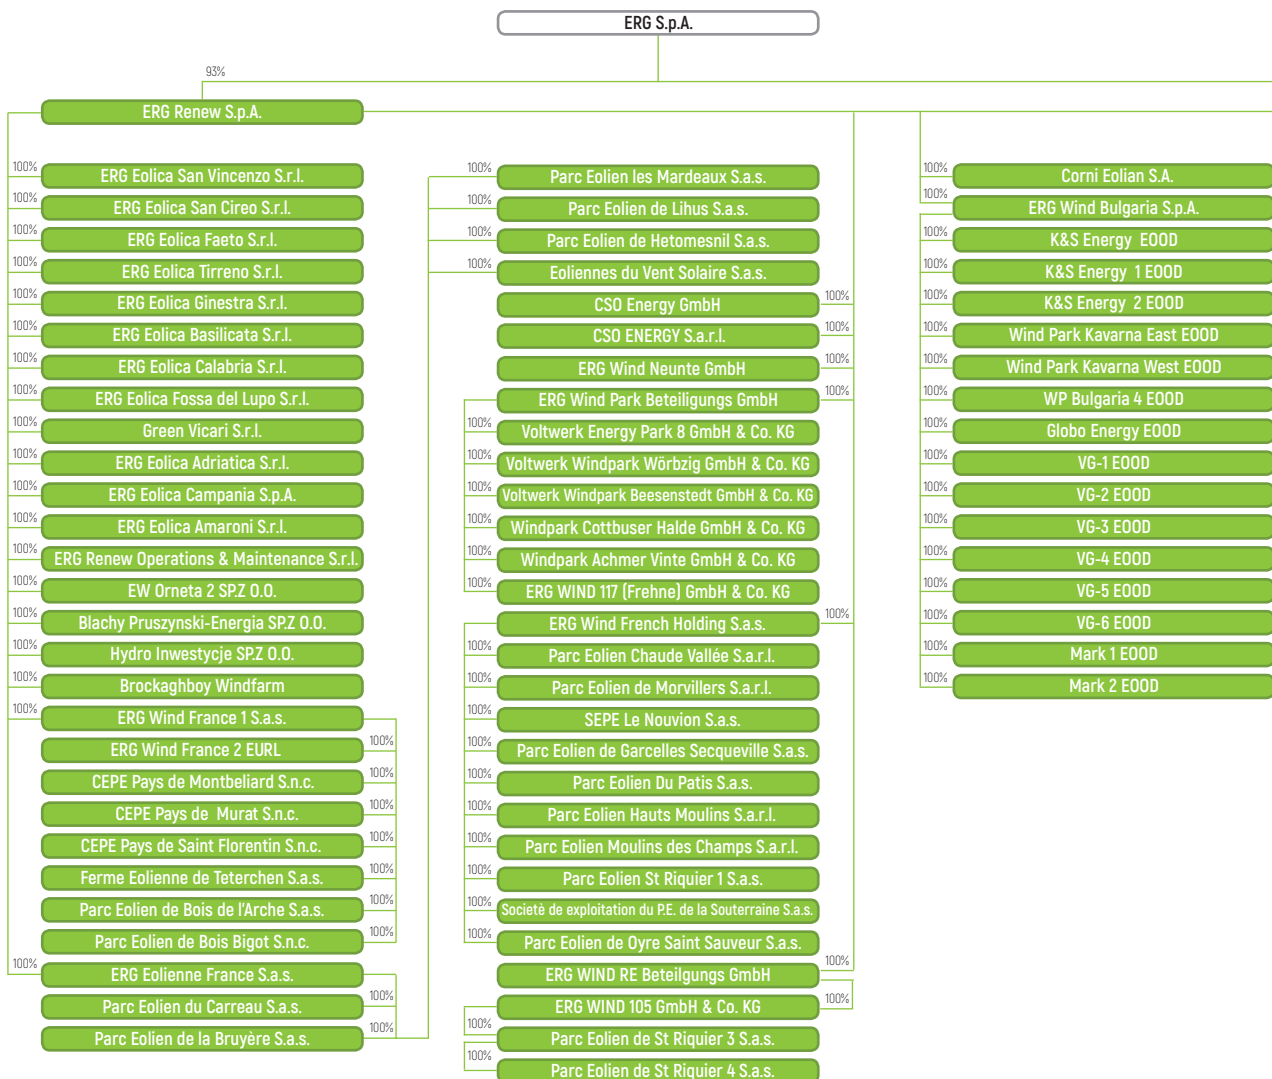 ERG S.p.A.
93%
ERG Renew S.p.A.
100% ERG Eolica San Vincenzo S.r.l.
100% ERG Eolica San Cireo S.r.l.
100% ERG Eolica Faeto S.r.l.
100% ERG Eolica Tirreno S.r.l.
100% ERG Eolica Ginestra S.r.l.
100% ERG Eolica Basilicata S.r.l.
100% ERG Eolica Calabria S.r.l.
100% ERG Eolica Fossa del Lupo S.r.l.
100% Green Vicari S.r.l.
100% ERG Eolica Adriatica S.r.l.
100% ERG Eolica Campania S.p.A.
100% ERG Eolica Amaroni S.r.l.
100% ERG Renew Operations & Maintenance S.r.l.
100% EW Orneta 2 SP.Z O.O.
100% Blachy Pruszynski-Energia SP.Z O.O.
100% Hydro Inwestycje SP.Z O.O.
100% Brockaghboy Windfarm
100% ERG Wind France 1 S.a.s.
ERG Wind France 2 EURL 100%
CEPE Pays de Montbeliard S.n.c. 100%
CEPE Pays de Murat S.n.c. 100%
CEPE Pays de Saint Florentin S.n.c. 100%
Ferme Eolienne de Teterchen S.a.s. 100%
Parc Eolien de Bois de l'Arche S.a.s. 100%
Parc Eolien de Bois Bigot S.n.c. 100%
100% ERG Eolienne France S.a.s.
Parc Eolien du Carreau S.a.s. 100%
Parc Eolien de la Bruyère S.a.s. 100%
100% Parc Eolien les Mardeaux S.a.s.
100% Parc Eolien de Lihus S.a.s.
100% Parc Eolien de Hetomesnil S.a.s.
100% Eoliennes du Vent Solaire S.a.s.
CSO Energy GmbH 100%
CSO ENERGY S.a.r.l. 100%
ERG Wind Neunte GmbH 100%
ERG Wind Park Beteiligungs GmbH 100%
100% Voltwerk Energy Park 8 GmbH & Co. KG
100% Voltwerk Windpark Wörbzig GmbH & Co. KG
100% Voltwerk Windpark Beesenstedt GmbH & Co. KG
100% Windpark Cottbuser Halde GmbH & Co. KG
100% Windpark Achmer Vinte GmbH & Co. KG
100% ERG WIND 117 (Frehne) GmbH & Co. KG
ERG Wind French Holding S.a.s. 100%
100% Parc Eolien Chaude Vallée S.a.r.l.
100% Parc Eolien de Morvillers S.a.r.l.
100% SEPE Le Nouvion S.a.s.
100% Parc Eolien de Garcelles Secqueville S.a.s.
100% Parc Eolien Du Patis S.a.s.
100% Parc Eolien Hauts Moulins S.a.r.l.
100% Parc Eolien Moulins des Champs S.a.r.l.
100% Parc Eolien St Riquier 1 S.a.s.
100% Societè de exploitation du P.E. de la Souterraine S.a.s.
100% Parc Eolien de Oyre Saint Sauveur S.a.s.
ERG WIND RE Beteilgungs GmbH 100%
ERG WIND 105 GmbH & Co. KG 100%
100% Parc Eolien de St Riquier 3 S.a.s.
100% Parc Eolien de St Riquier 4 S.a.s.
100% Corni Eolian S.A.
100% ERG Wind Bulgaria S.p.A.
100% K&S Energy EOOD
100% K&S Energy 1 EOOD
100% K&S Energy 2 EOOD
100% Wind Park Kavarna East EOOD
100% Wind Park Kavarna West EOOD
100% WP Bulgaria 4 EOOD
100% Globo Energy EOOD
100% VG-1 EOOD
100% VG-2 EOOD
100% VG-3 EOOD
100% VG-4 EOOD
100% VG-5 EOOD
100% VG-6 EOOD
100% Mark 1 EOOD
100% Mark 2 EOOD